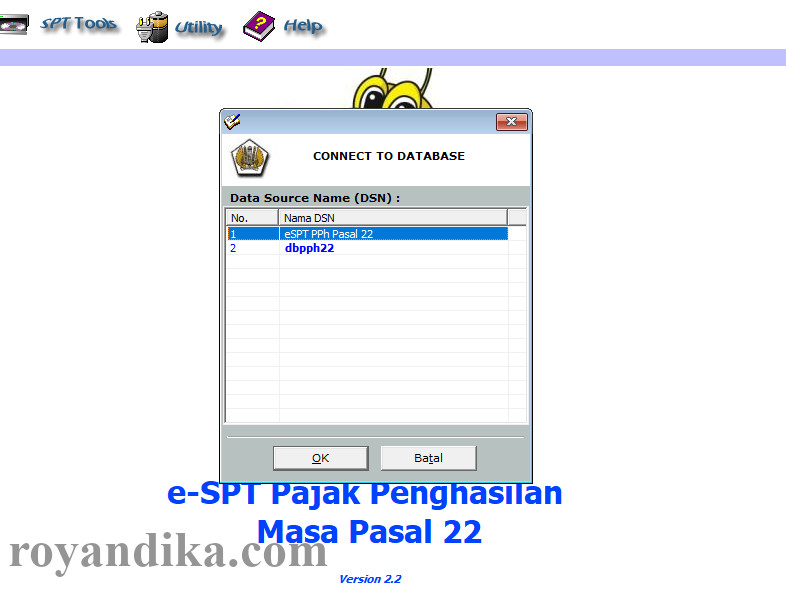 SPT Tools Utility Help
CONNECT TO DATABASE
Data Source Name (DSN) :
No. Nama DSN
1 eSPT PPh Pasal 22
2 dbpph22
OK Batal
e-SPT Pajak Penghasilan
Masa Pasal 22
royandika.com
Version 2.2